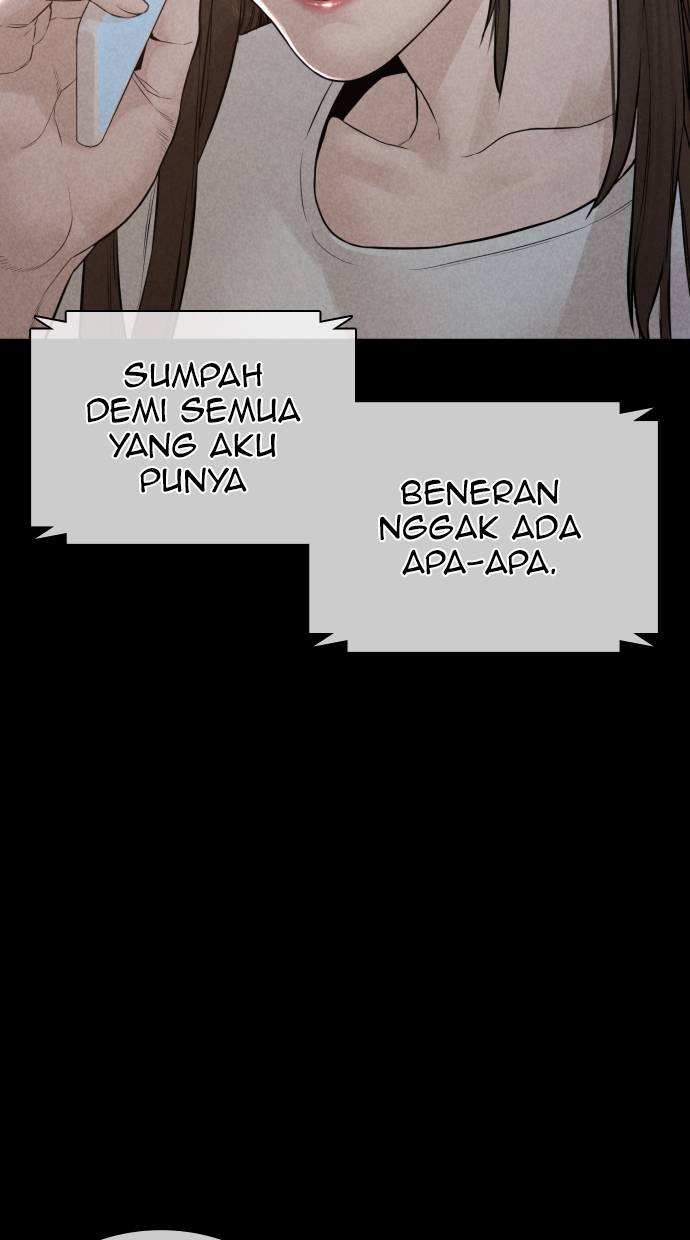 SUMPAH
DEMI SEMUA
YANG AKU
PUNYA
BENERAN
NGGAK ADA
APA-APA.